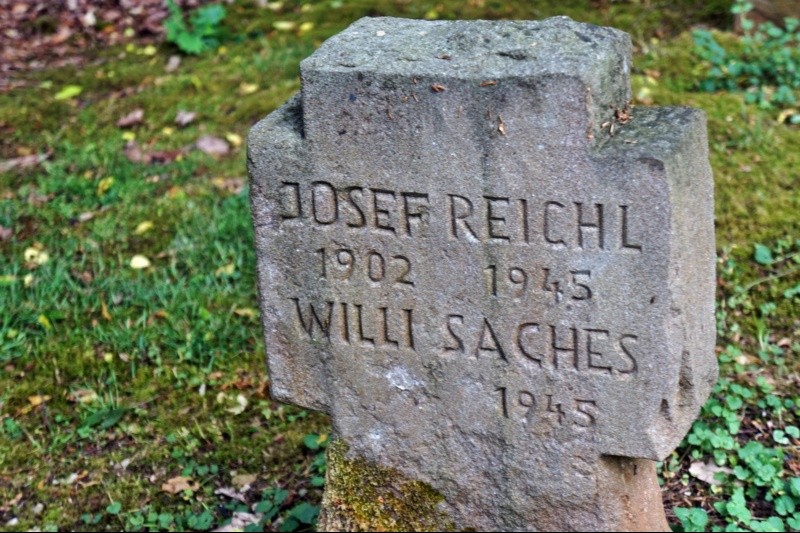 JOSEF REICHL
1902 1945
WILLI SACHES
1945